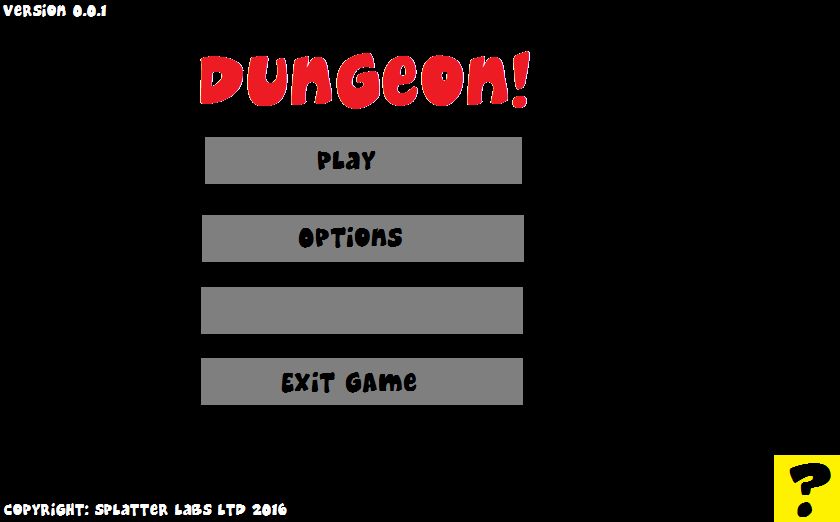 Version 0.0.1
Dungeon!
Play
Options
Exit Game
?
Copyright: Splatter Labs Ltd 2016